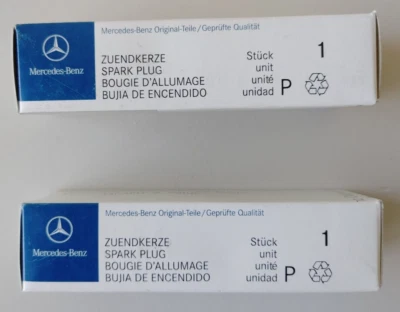 Mercedes-Benz Original-Teile/Geprüfte Qualität
Mercedes-Benz
ZUENDKERZE Stück 1
SPARK PLUG unit
BOUGIE D'ALLUMAGE unité
BUJIA DE ENCENDIDO unidad P
Mercedes-Benz Original-Teile/Geprüfte Qualität
Mercedes-Benz
ZUENDKERZE Stück 1
SPARK PLUG unit
BOUGIE D'ALLUMAGE unité
BUJIA DE ENCENDIDO unidad P